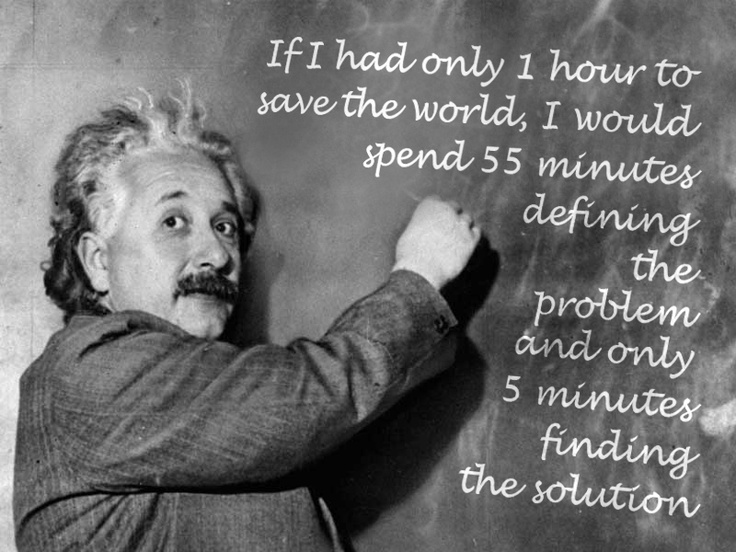 If I had only 1 hour to
save the world, I would
spend 55 minutes
defining
the
problem
and only
5 minutes
finding
the solution